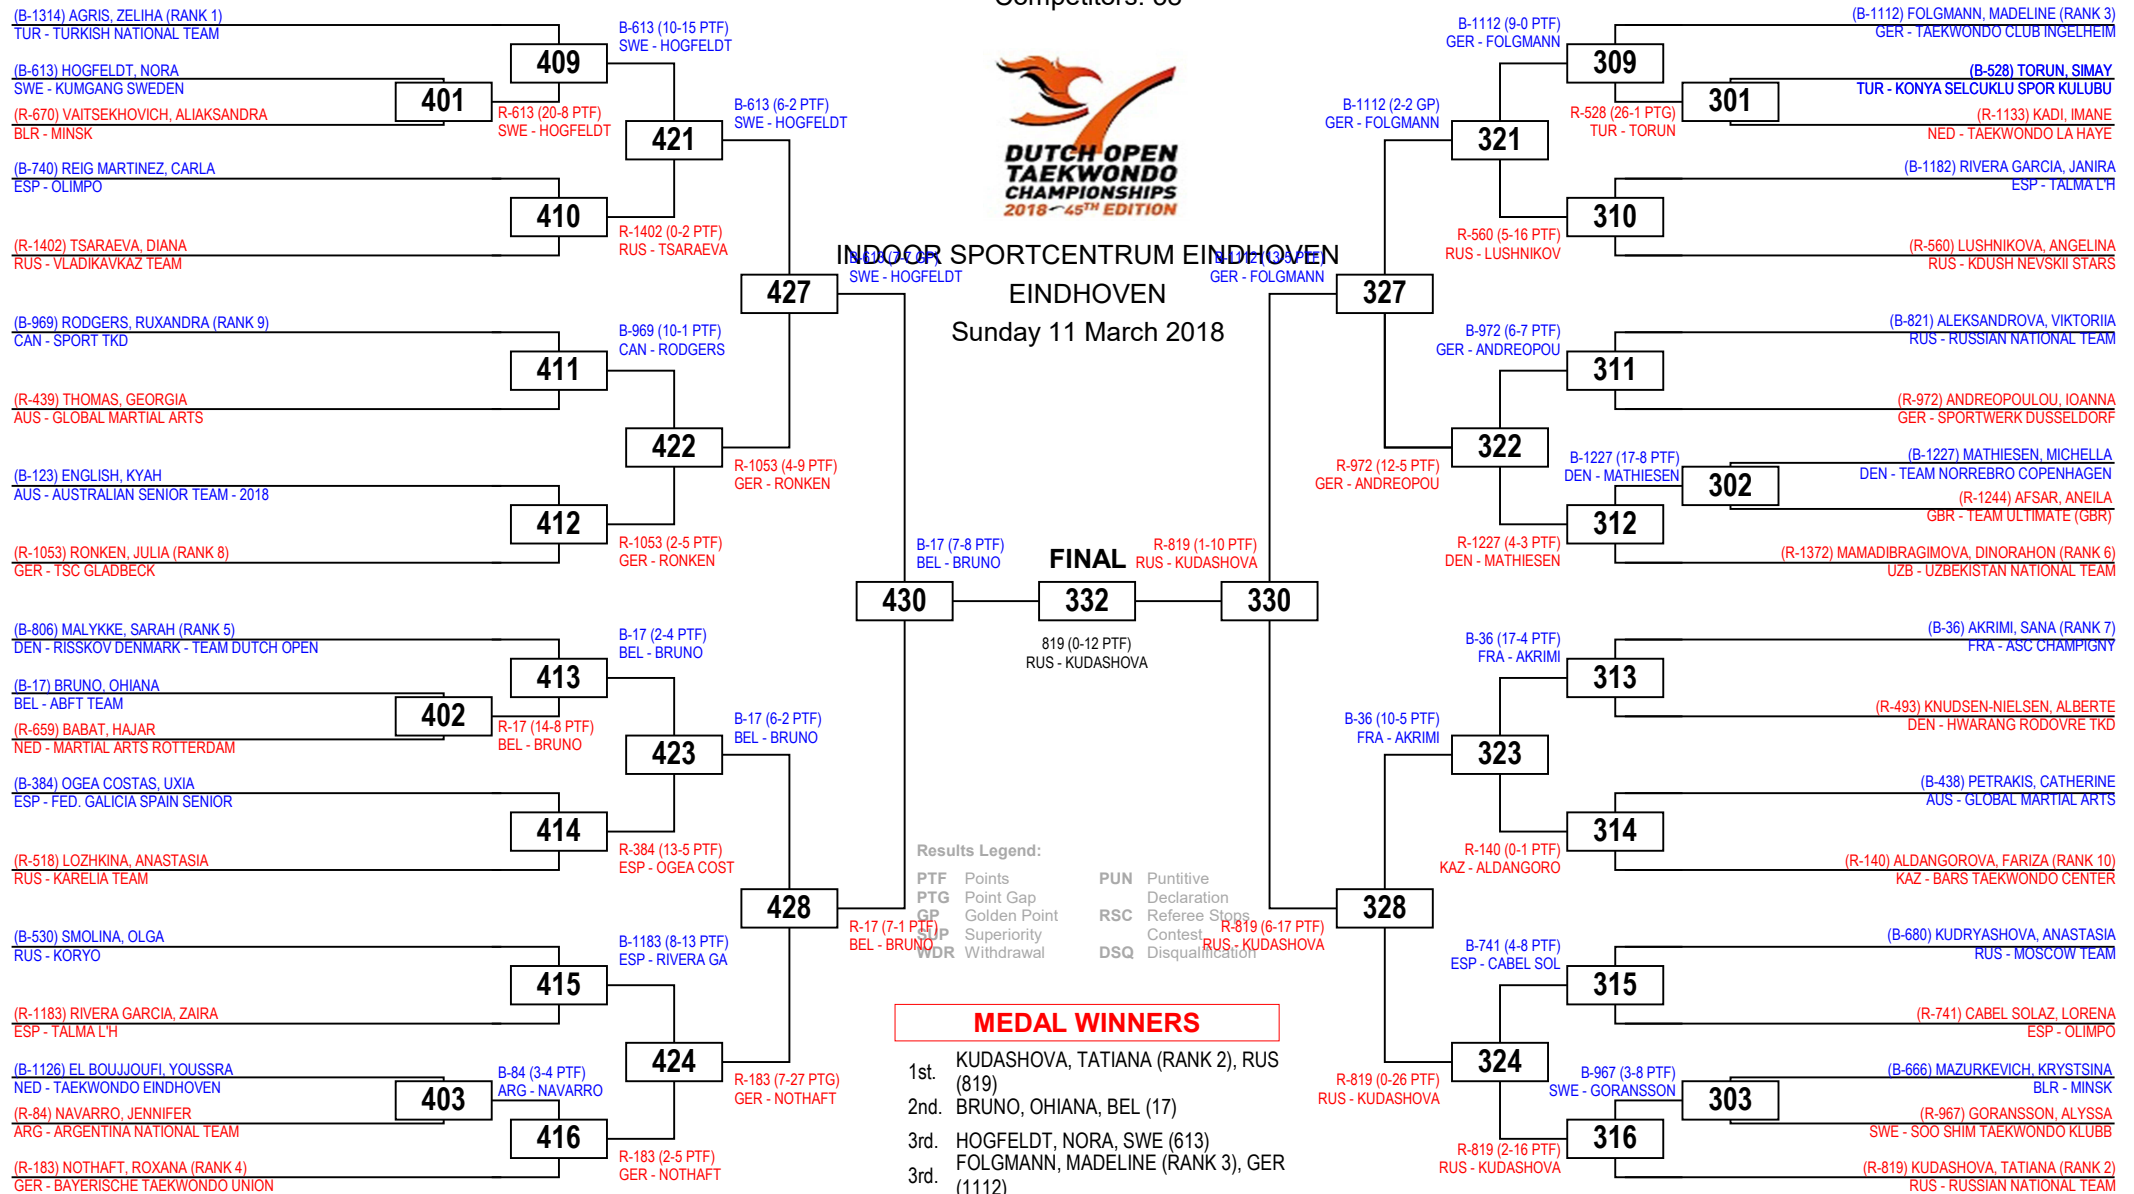 Competitors: 38
DUTCH OPEN
TAEKWONDO
CHAMPIONSHIPS
2018 ~ 45TH EDITION
INDOOR SPORTCENTRUM EINDHOVEN
EINDHOVEN
Sunday 11 March 2018
(B-1314) AGRIS, ZELIHA (RANK 1)
TUR - TURKISH NATIONAL TEAM
(B-613) HOGFELDT, NORA
SWE - KUMGANG SWEDEN
(R-670) VAITSEKHOVICH, ALIAKSANDRA
BLR - MINSK
(B-740) REIG MARTINEZ, CARLA
ESP - OLIMPO
(R-1402) TSARAEVA, DIANA
RUS - VLADIKAVKAZ TEAM
(B-969) RODGERS, RUXANDRA (RANK 9)
CAN - SPORT TKD
(R-439) THOMAS, GEORGIA
AUS - GLOBAL MARTIAL ARTS
(B-123) ENGLISH, KYAH
AUS - AUSTRALIAN SENIOR TEAM - 2018
(R-1053) RONKEN, JULIA (RANK 8)
GER - TSC GLADBECK
(B-806) MALYKKE, SARAH (RANK 5)
DEN - RISSKOV DENMARK - TEAM DUTCH OPEN
(B-17) BRUNO, OHIANA
BEL - ABFT TEAM
(R-659) BABAT, HAJAR
NED - MARTIAL ARTS ROTTERDAM
(B-384) OGEA COSTAS, UXIA
ESP - FED. GALICIA SPAIN SENIOR
(R-518) LOZHKINA, ANASTASIA
RUS - KARELIA TEAM
(B-530) SMOLINA, OLGA
RUS - KORYO
(R-1183) RIVERA GARCIA, ZAIRA
ESP - TALMA L'H
(B-1126) EL BOUJJOUFI, YOUSSRA
NED - TAEKWONDO EINDHOVEN
(R-84) NAVARRO, JENNIFER
ARG - ARGENTINA NATIONAL TEAM
(R-183) NOTHAFT, ROXANA (RANK 4)
GER - BAYERISCHE TAEKWONDO UNION
401
R-613 (20-8 PTF)
SWE - HOGFELDT
402
R-17 (14-8 PTF)
BEL - BRUNO
403
B-84 (3-4 PTF)
ARG - NAVARRO
409
B-613 (10-15 PTF)
SWE - HOGFELDT
410
R-1402 (0-2 PTF)
RUS - TSARAEVA
411
B-969 (10-1 PTF)
CAN - RODGERS
412
R-1053 (2-5 PTF)
GER - RONKEN
413
B-17 (2-4 PTF)
BEL - BRUNO
414
R-384 (13-5 PTF)
ESP - OGEA COST
415
B-1183 (8-13 PTF)
ESP - RIVERA GA
416
R-183 (2-5 PTF)
GER - NOTHAFT
421
B-613 (6-2 PTF)
SWE - HOGFELDT
422
R-1053 (4-9 PTF)
GER - RONKEN
423
B-17 (6-2 PTF)
BEL - BRUNO
424
R-183 (7-27 PTG)
GER - NOTHAFT
427
B-613 (7-7 GP)
SWE - HOGFELDT
428
R-17 (7-1 PTF)
BEL - BRUNO
430
B-17 (7-8 PTF)
BEL - BRUNO
FINAL
332
819 (0-12 PTF)
RUS - KUDASHOVA
R-819 (1-10 PTF)
RUS - KUDASHOVA
330
B-1112 (13-5 PTF)
GER - FOLGMANN
327
R-819 (6-17 PTF)
RUS - KUDASHOVA
328
B-1112 (2-2 GP)
GER - FOLGMANN
321
R-972 (12-5 PTF)
GER - ANDREOPOU
322
B-36 (10-5 PTF)
FRA - AKRIMI
323
R-819 (0-26 PTF)
RUS - KUDASHOVA
324
B-1112 (9-0 PTF)
GER - FOLGMANN
309
R-560 (5-16 PTF)
RUS - LUSHNIKOV
310
B-972 (6-7 PTF)
GER - ANDREOPOU
311
R-1227 (4-3 PTF)
DEN - MATHIESEN
312
B-36 (17-4 PTF)
FRA - AKRIMI
313
R-140 (0-1 PTF)
KAZ - ALDANGORO
314
B-741 (4-8 PTF)
ESP - CABEL SOL
315
R-819 (2-16 PTF)
RUS - KUDASHOVA
316
R-528 (26-1 PTG)
TUR - TORUN
301
B-1227 (17-8 PTF)
DEN - MATHIESEN
302
B-967 (3-8 PTF)
SWE - GORANSSON
303
(B-1112) FOLGMANN, MADELINE (RANK 3)
GER - TAEKWONDO CLUB INGELHEIM
(B-528) TORUN, SIMAY
TUR - KONYA SELCUKLU SPOR KULUBU
(R-1133) KADI, IMANE
NED - TAEKWONDO LA HAYE
(B-1182) RIVERA GARCIA, JANIRA
ESP - TALMA L'H
(R-560) LUSHNIKOVA, ANGELINA
RUS - KDUSH NEVSKII STARS
(B-821) ALEKSANDROVA, VIKTORIIA
RUS - RUSSIAN NATIONAL TEAM
(R-972) ANDREOPOULOU, IOANNA
GER - SPORTWERK DUSSELDORF
(B-1227) MATHIESEN, MICHELLA
DEN - TEAM NORREBRO COPENHAGEN
(R-1244) AFSAR, ANEILA
GBR - TEAM ULTIMATE (GBR)
(R-1372) MAMADIBRAGIMOVA, DINORAHON (RANK 6)
UZB - UZBEKISTAN NATIONAL TEAM
(B-36) AKRIMI, SANA (RANK 7)
FRA - ASC CHAMPIGNY
(R-493) KNUDSEN-NIELSEN, ALBERTE
DEN - HWARANG RODOVRE TKD
(B-438) PETRAKIS, CATHERINE
AUS - GLOBAL MARTIAL ARTS
(R-140) ALDANGOROVA, FARIZA (RANK 10)
KAZ - BARS TAEKWONDO CENTER
(B-680) KUDRYASHOVA, ANASTASIA
RUS - MOSCOW TEAM
(R-741) CABEL SOLAZ, LORENA
ESP - OLIMPO
(B-666) MAZURKEVICH, KRYSTSINA
BLR - MINSK
(R-967) GORANSSON, ALYSSA
SWE - SOO SHIM TAEKWONDO KLUBB
(R-819) KUDASHOVA, TATIANA (RANK 2)
RUS - RUSSIAN NATIONAL TEAM
Results Legend:
PTF Points
PTG Point Gap
GP Golden Point
SUP Superiority
WDR Withdrawal
PUN Puntitive
Declaration
RSC Referee Stops
Contest
DSQ Disqualification
MEDAL WINNERS
1st. KUDASHOVA, TATIANA (RANK 2), RUS
(819)
2nd. BRUNO, OHIANA, BEL (17)
3rd. HOGFELDT, NORA, SWE (613)
3rd. FOLGMANN, MADELINE (RANK 3), GER
(1112)